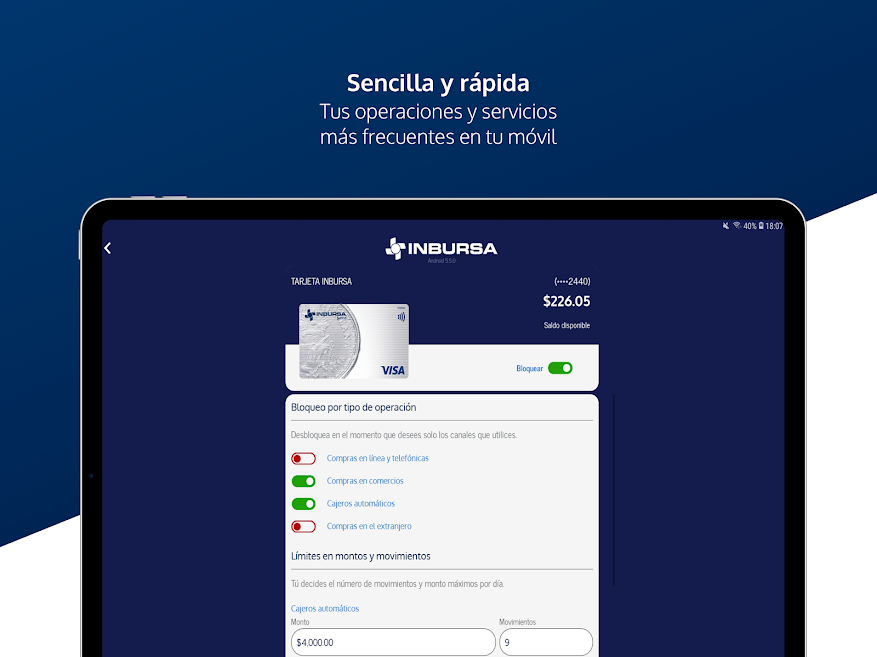 Sencilla y rápida
Tus operaciones y servicios
más frecuentes en tu móvil
40% 18:07
INBURSA
Android 5.5.0
TARJETA INBURSA
(••••2440)
$226.05
Saldo disponible
INBURSA
VISA
Bloquear
Bloqueo por tipo de operación
Desbloquea en el momento que desees solo los canales que utilices.
Compras en línea y telefónicas
Compras en comercios
Cajeros automáticos
Compras en el extranjero
Límites en montos y movimientos
Tú decides el número de movimientos y monto máximos por día.
Cajeros automáticos
Monto
Movimientos
$4,000.00
9